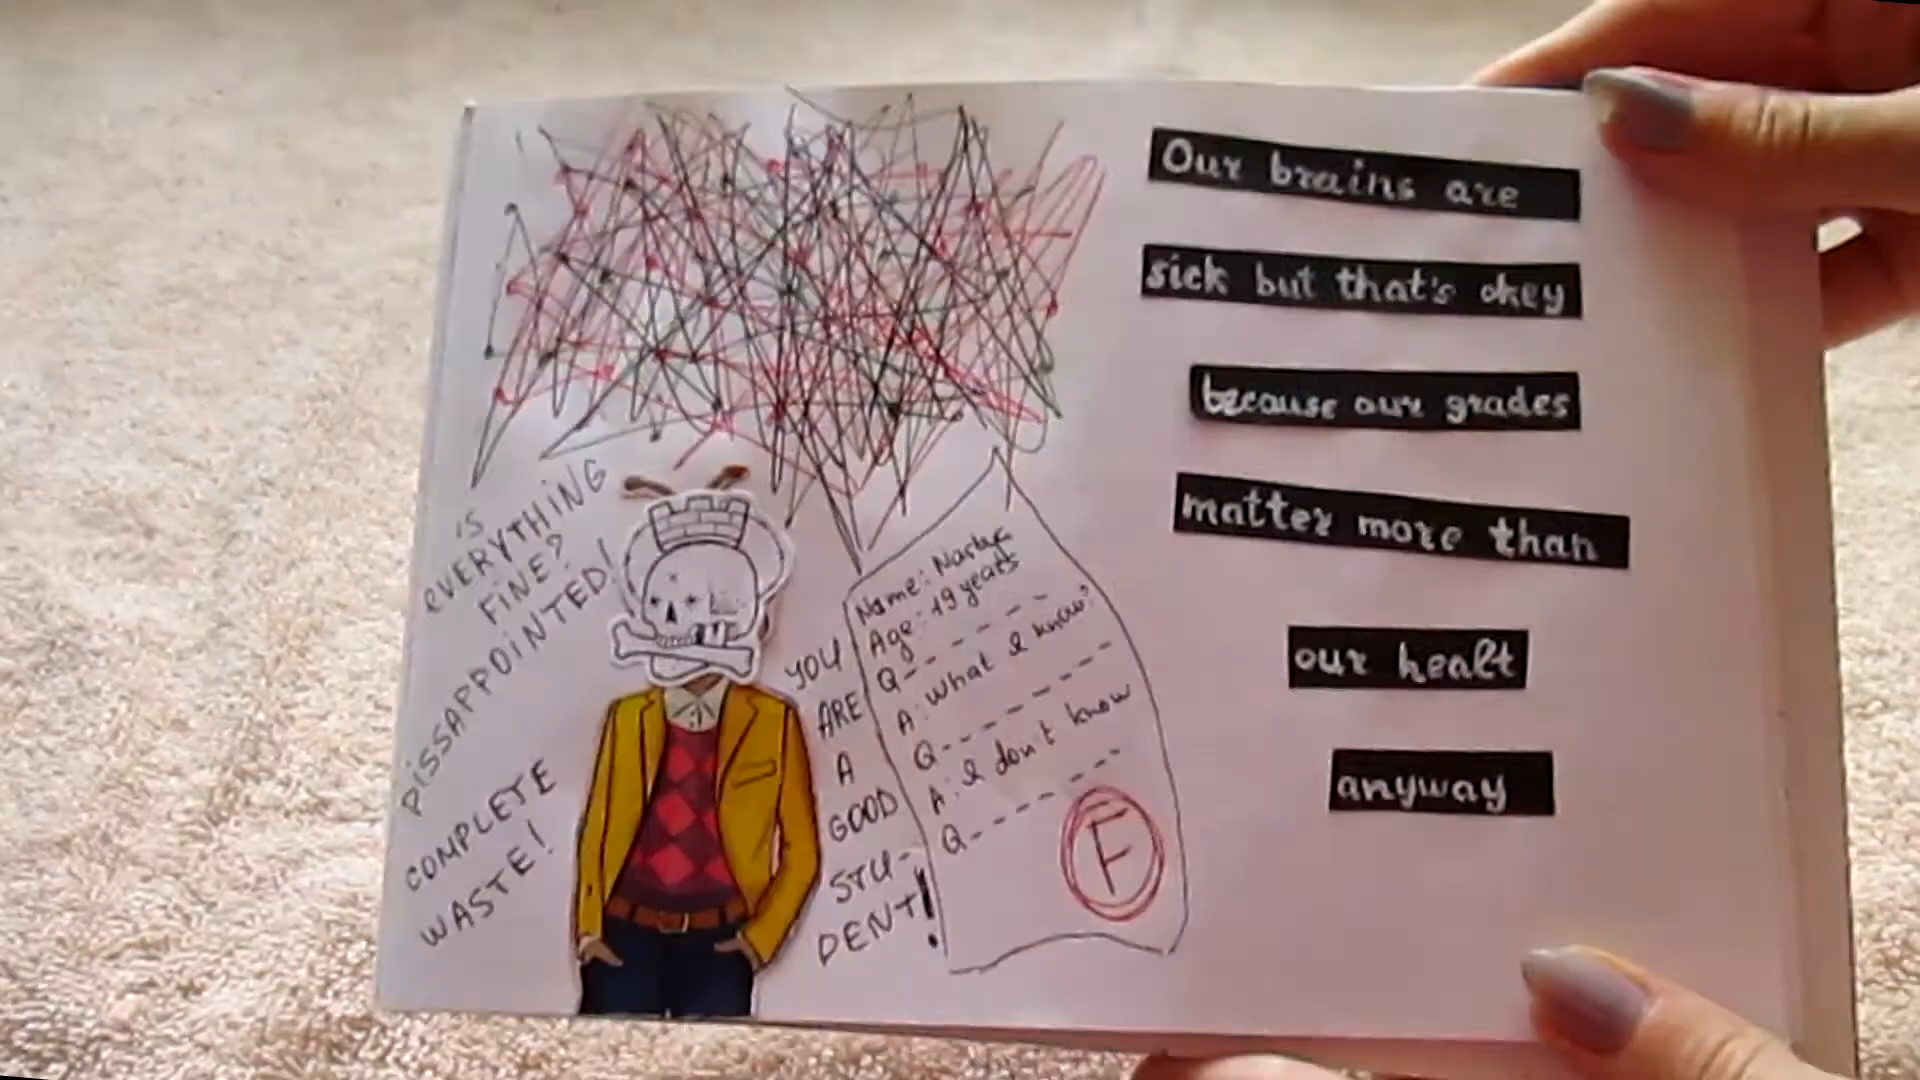 Our brains are
sick but that's okey
because our grades
matter more than
our healt
anyway
IS
EVERYTHING
FINE?
DISSAPPOINTED!
COMPLETE
WASTE!
YOU
ARE
A
GOOD
STU-
DENT!
Name: Nastya
Age: 19 years
Q-----
A: What I know?
Q------
A: I don't know
Q------
F